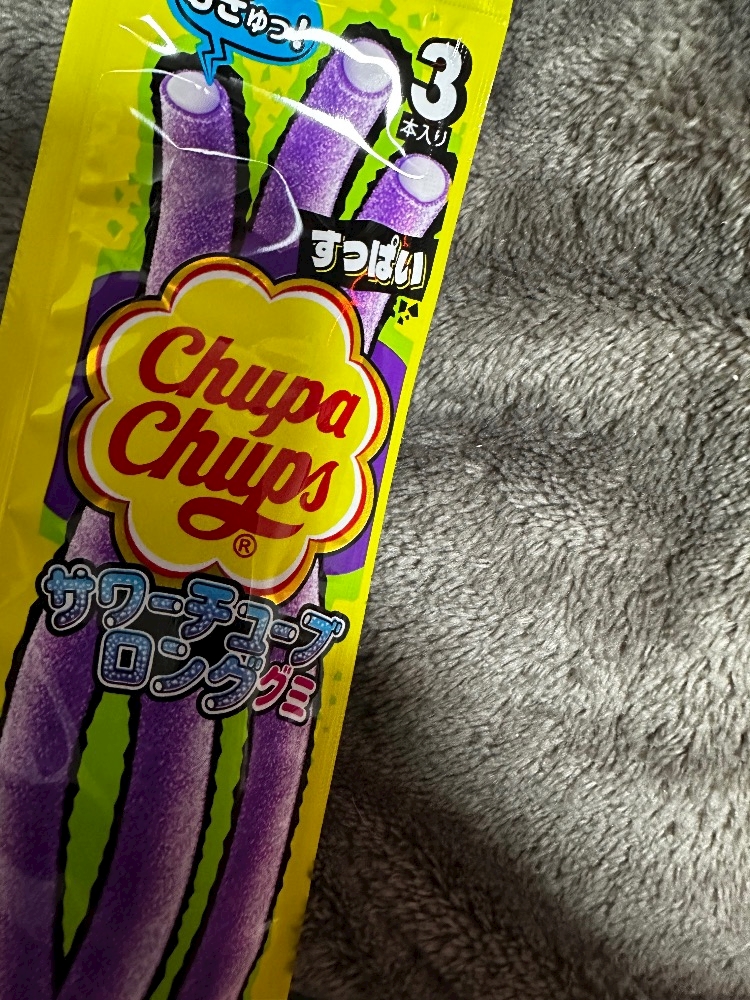 3
本入り
すっぱい
Chupa
Chups
®
サワーチューブ
ロンググミ